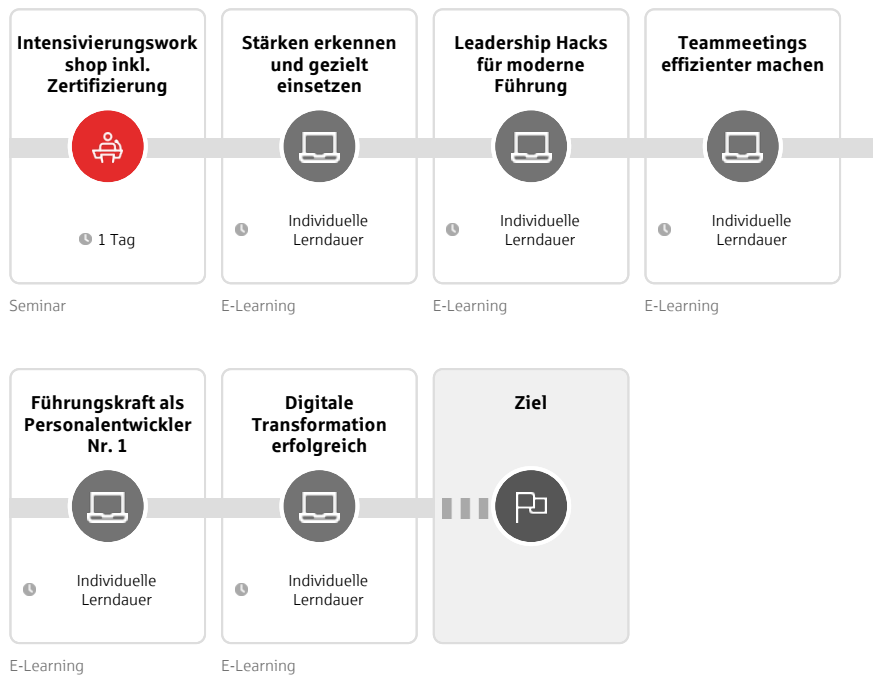 Intensivierungswork
shop inkl.
Zertifizierung
1 Tag
Seminar
Stärken erkennen
und gezielt
einsetzen
Individuelle
Lerndauer
E-Learning
Leadership Hacks
für moderne
Führung
Individuelle
Lerndauer
E-Learning
Teammeetings
effizienter machen
Individuelle
Lerndauer
E-Learning
Führungskraft als
Personalentwickler
Nr. 1
Individuelle
Lerndauer
E-Learning
Digitale
Transformation
erfolgreich
Individuelle
Lerndauer
E-Learning
Ziel